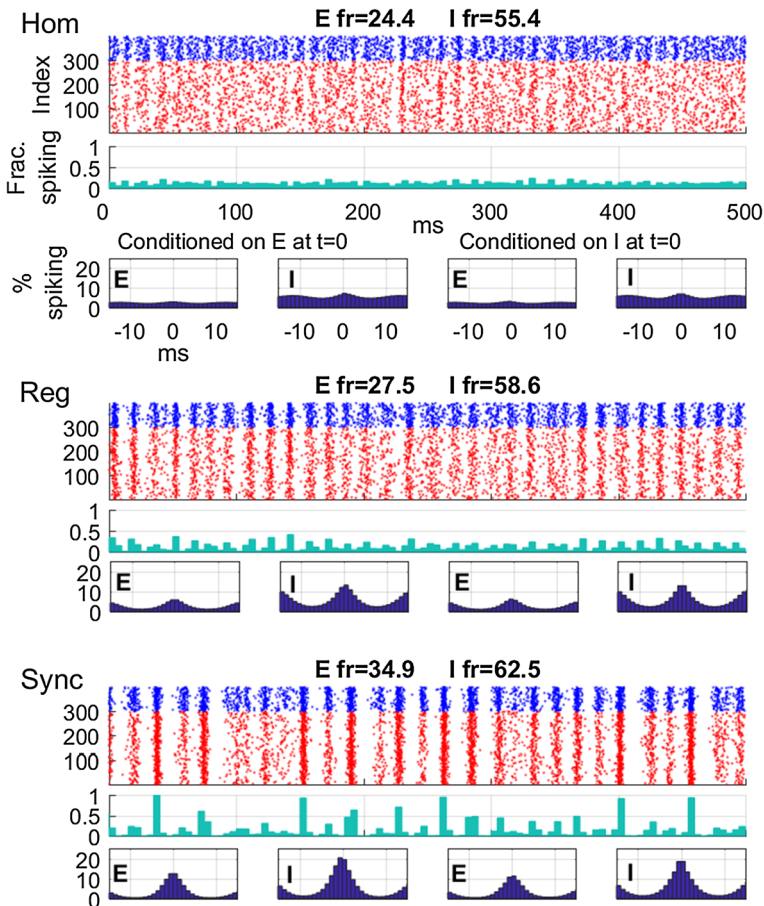 Hom
E fr=24.4 I fr=55.4
300
200
100
Index
1
0.5
0
Frac. spiking
0 100 200 300 400 500
ms
Conditioned on E at t=0 Conditioned on I at t=0
% spiking
20
10
0
E I E I
-10 0 10 -10 0 10 -10 0 10 -10 0 10
ms
Reg
E fr=27.5 I fr=58.6
300
200
100
1
0.5
0
20
10
0
E I E I
Sync
E fr=34.9 I fr=62.5
300
200
100
1
0.5
0
20
10
0
E I E I